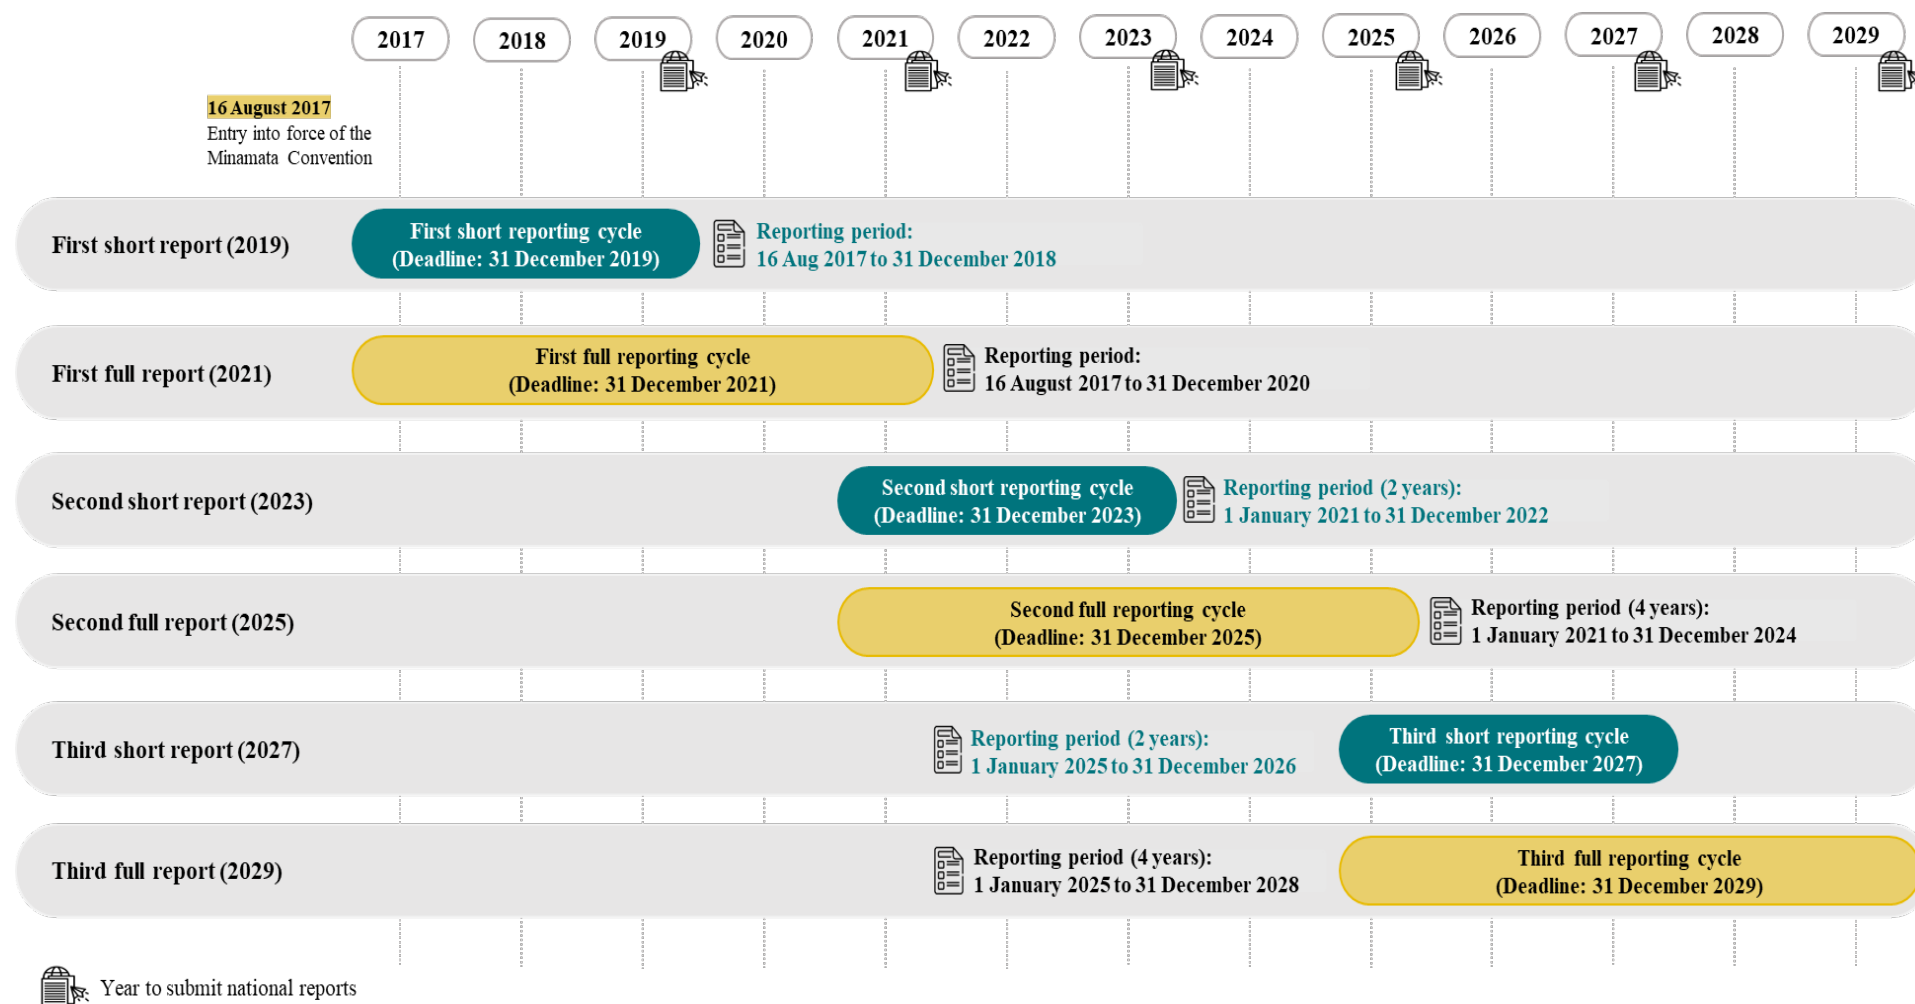 2017 2018 2019 2020 2021 2022 2023 2024 2025 2026 2027 2028 2029
16 August 2017
Entry into force of the
Minamata Convention
First short report (2019)
First short reporting cycle
(Deadline: 31 December 2019)
Reporting period:
16 Aug 2017 to 31 December 2018
First full report (2021)
First full reporting cycle
(Deadline: 31 December 2021)
Reporting period:
16 August 2017 to 31 December 2020
Second short report (2023)
Second short reporting cycle
(Deadline: 31 December 2023)
Reporting period (2 years):
1 January 2021 to 31 December 2022
Second full report (2025)
Second full reporting cycle
(Deadline: 31 December 2025)
Reporting period (4 years):
1 January 2021 to 31 December 2024
Third short report (2027)
Reporting period (2 years):
1 January 2025 to 31 December 2026
Third short reporting cycle
(Deadline: 31 December 2027)
Third full report (2029)
Reporting period (4 years):
1 January 2025 to 31 December 2028
Third full reporting cycle
(Deadline: 31 December 2029)
Year to submit national reports